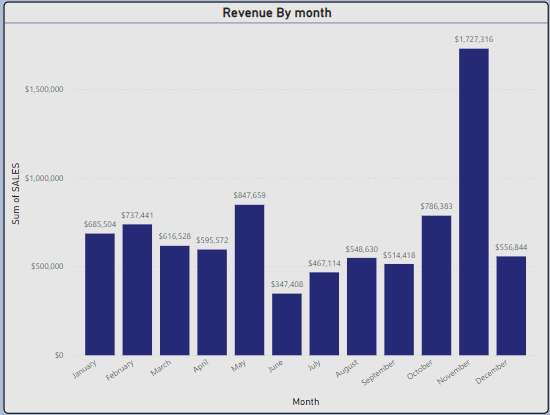 Revenue By month
Sum of SALES
$1,500,000
$1,000,000
$500,000
$0
$685,504
$737,441
$616,528
$595,572
$847,659
$347,408
$467,114
$548,630
$514,418
$786,383
$1,727,316
$556,844
January
February
March
April
May
June
July
August
September
October
November
December
Month